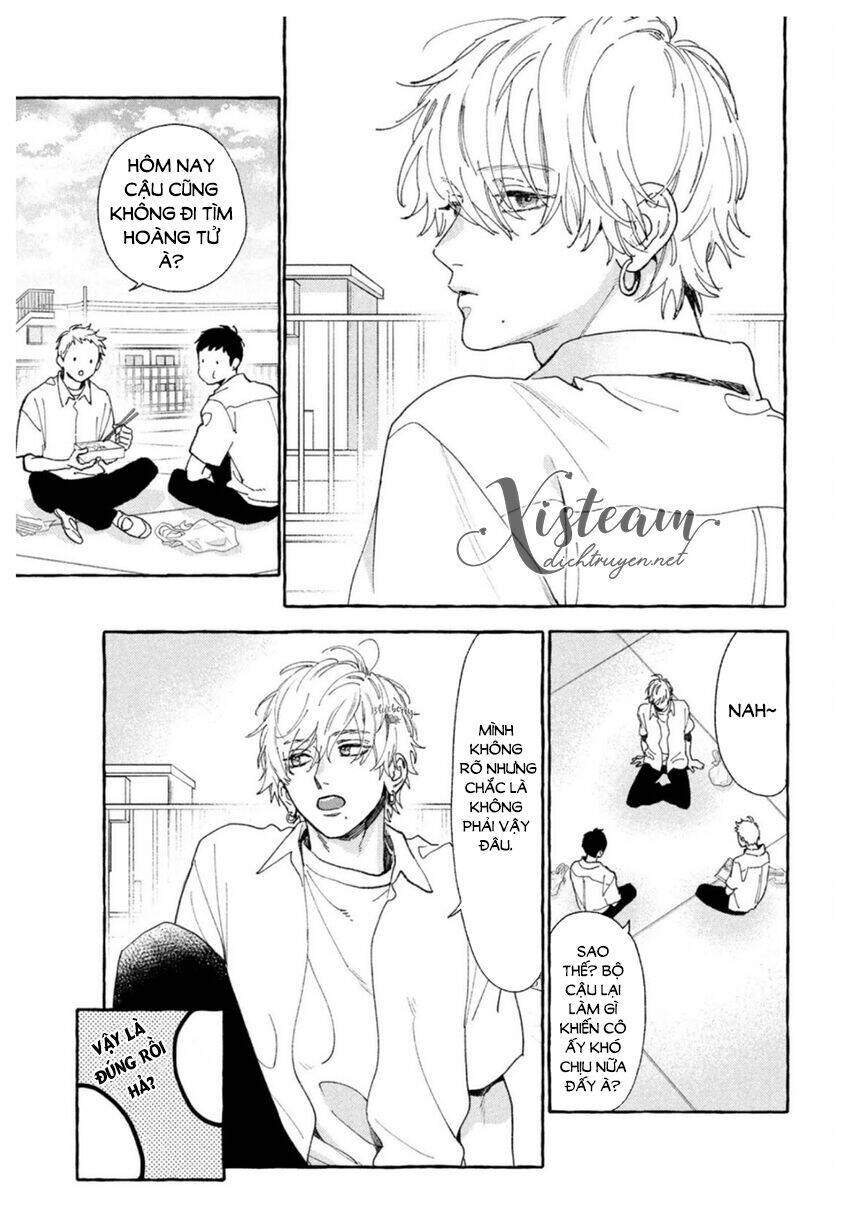 HÔM NAY
CẬU CŨNG
KHÔNG ĐI TÌM
HOÀNG TỬ
À?
Xisteam
dichtruyen.net
NAH~
SAO
THẾ? BỘ
CẬU LẠI
LÀM GÌ
KHIẾN CÔ
ẤY KHÓ
CHỊU NỮA
ĐẤY À?
MÌNH
KHÔNG
RÕ NHƯNG
CHẮC LÀ
KHÔNG
PHẢI VẬY
ĐÂU.
Blueberry
VẬY LÀ
ĐÚNG RỒI
HẢ?